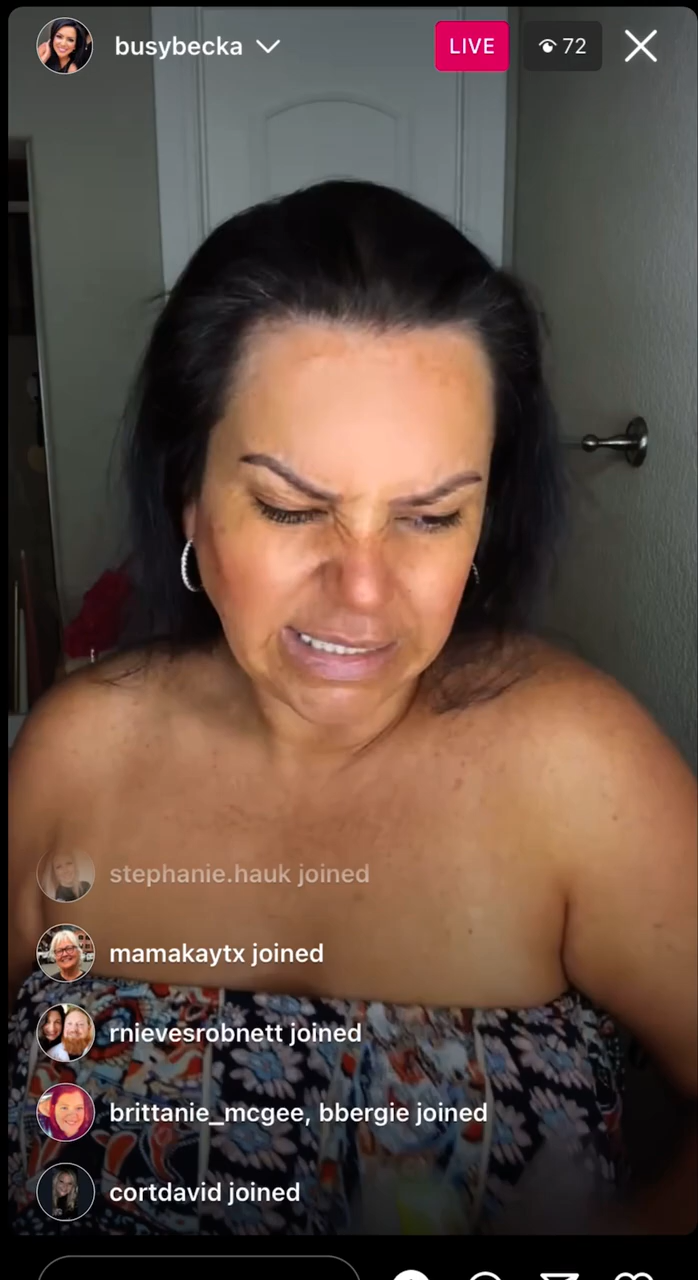 busybecka
LIVE
72
stephanie.hauk joined
mamakaytx joined
rnievesrobnett joined
brittanie_mcgee, bbergie joined
cortdavid joined